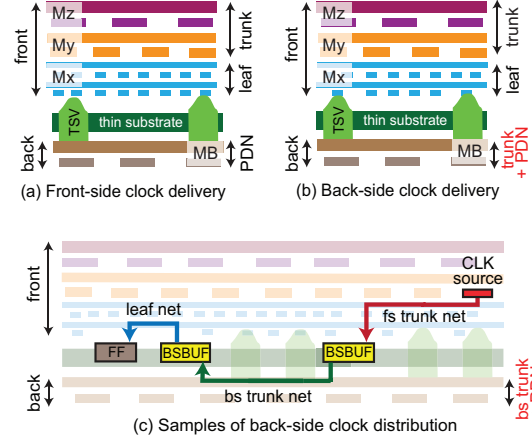 Mz
My
Mx
front
trunk
leaf
TSV
thin substrate
MB
back
PDN
(a) Front-side clock delivery
Mz
My
Mx
front
trunk
leaf
TSV
thin substrate
MB
back
trunk
+ PDN
(b) Back-side clock delivery
CLK
source
front
leaf net
fs trunk net
FF
BSBUF
BSBUF
back
bs trunk net
bs trunk
(c) Samples of back-side clock distribution